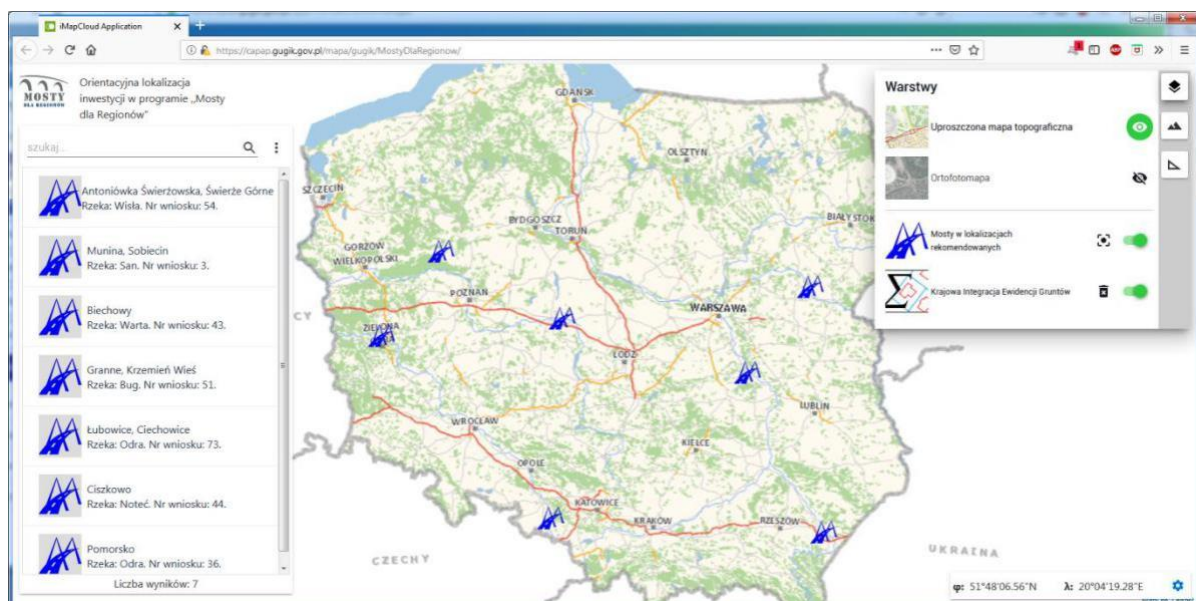 iMapCloud Application
https://capap.gugik.gov.pl/mapa/gugik/MostyDlaRegionow/
MOSTY
DLA REGIONÓW
Orientacyjna lokalizacja
inwestycji w programie „Mosty
dla Regionów"
szukaj...
Antoniówka Świerżowska, Świerże Górne
Rzeka: Wisła. Nr wniosku: 54.
Munina, Sobiecin
Rzeka: San. Nr wniosku: 3.
Biechowy
Rzeka: Warta. Nr wniosku: 43.
Granne, Krzemień Wieś
Rzeka: Bug. Nr wniosku: 51.
Łubowice, Ciechowice
Rzeka: Odra. Nr wniosku: 73.
Ciszkowo
Rzeka: Noteć. Nr wniosku: 44.
Pomorsko
Rzeka: Odra. Nr wniosku: 36.
Liczba wyników: 7
GDAŃSK
OLSZTYN
SZCZECIN
BYDGOSZCZ
TORUŃ
BIAŁYSTOK
GORZÓW
WIELKOPOLSKI
POZNAŃ
WARSZAWA
CY
ZIELONA
ŁÓDŹ
LUBLIN
WROCŁAW
KIELCE
OPOLE
KATOWICE
KRAKÓW
RZESZÓW
CZECHY
UKRAINA
Warstwy
Uproszczona mapa topograficzna
Ortofotomapa
Mosty w lokalizacjach
rekomendowanych
Krajowa Integracja Ewidencji Gruntów
φ: 51°48'06.56"N λ: 20°04'19.28"E